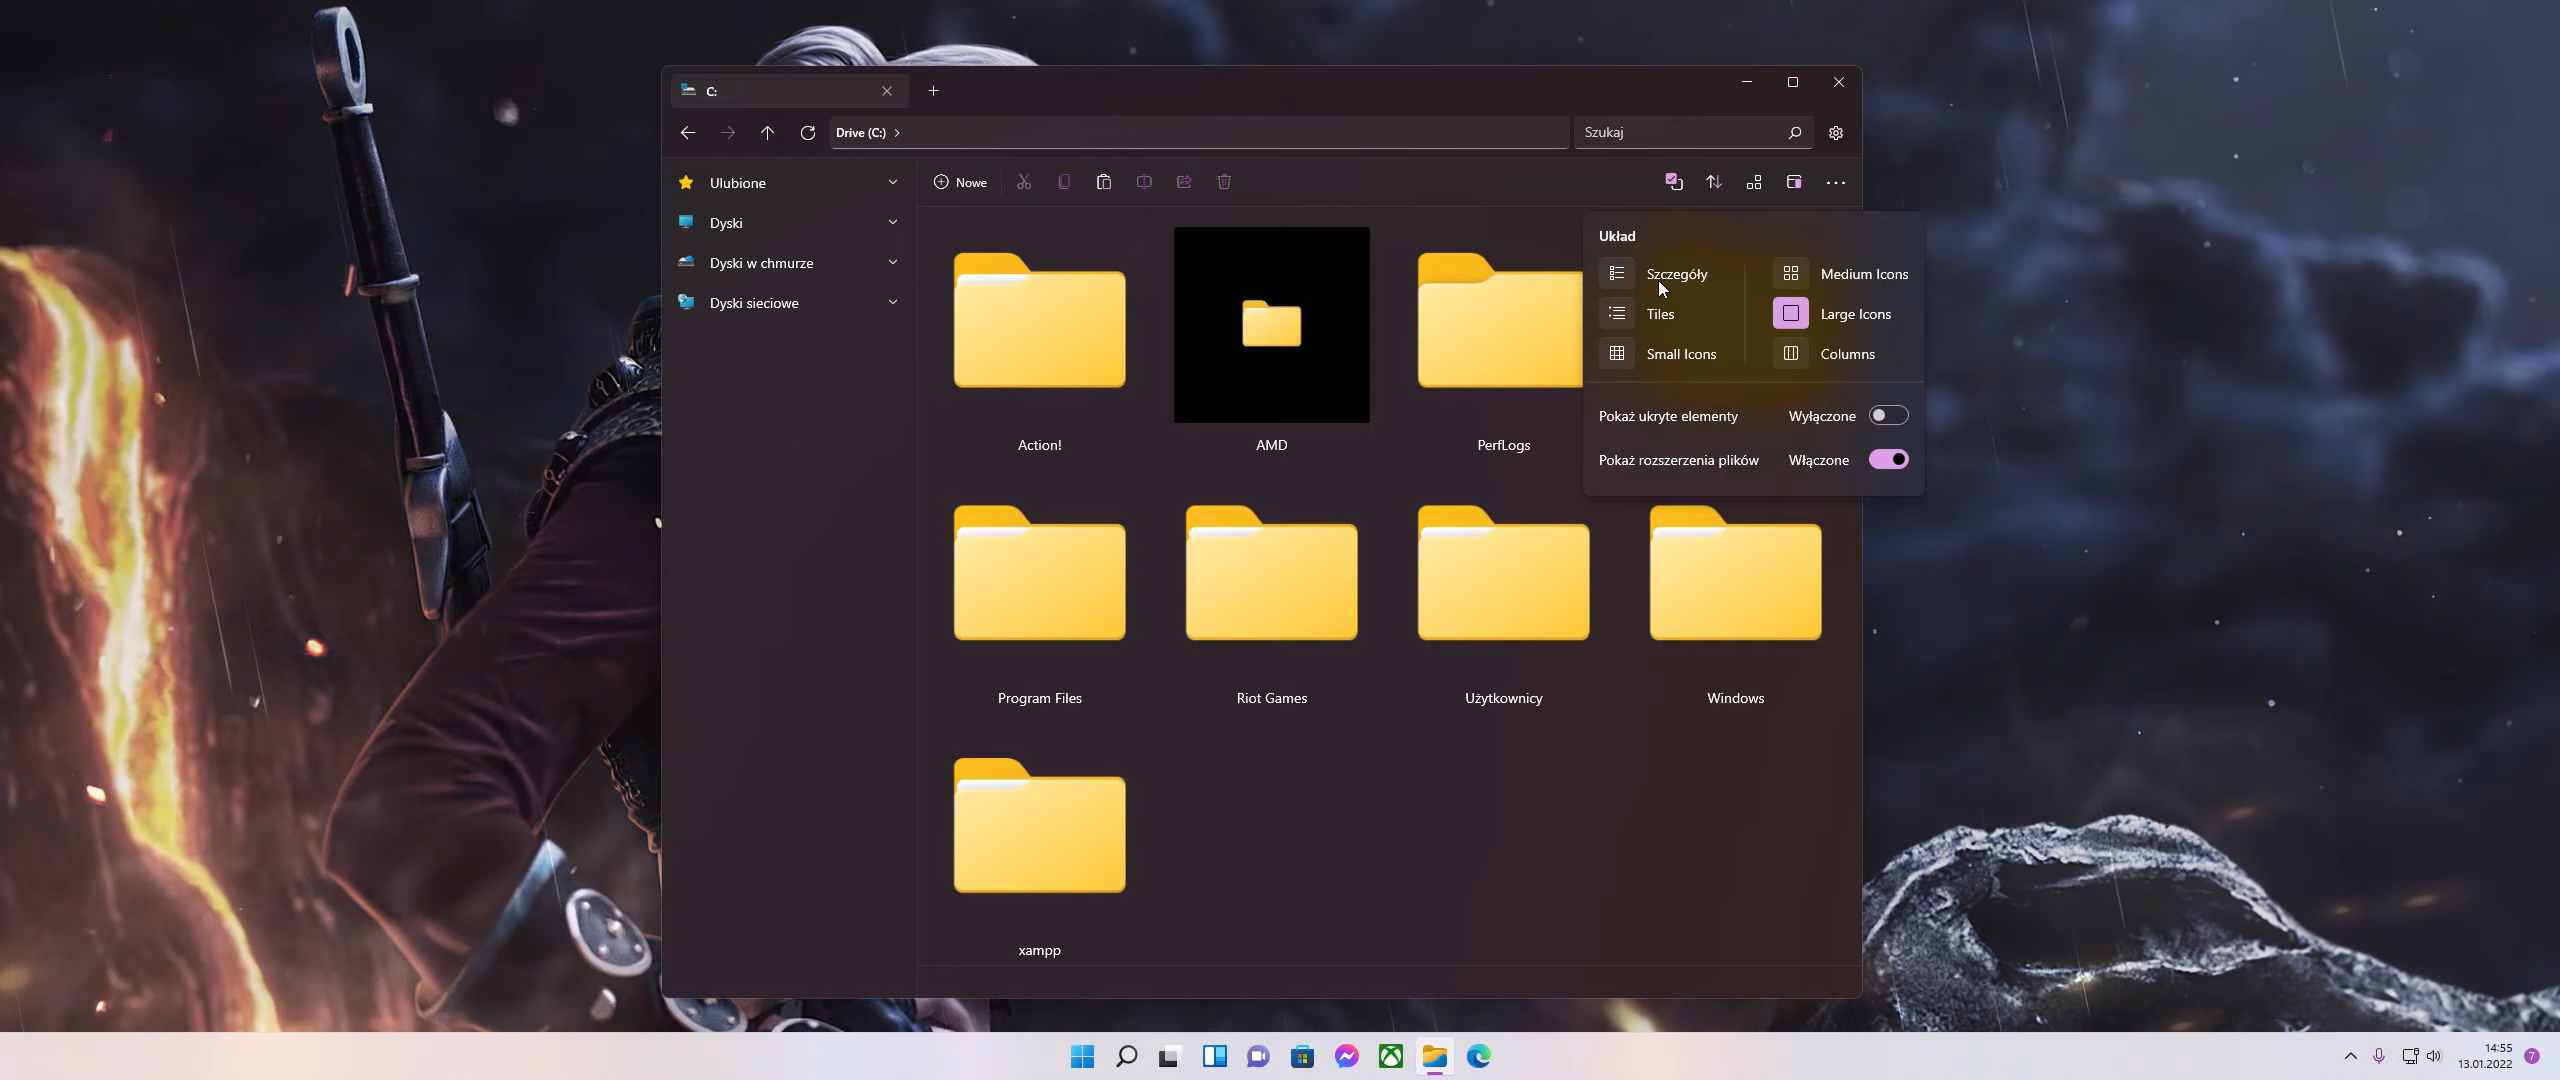 C:
Drive (C:)
Szukaj
Ulubione
Dyski
Dyski w chmurze
Dyski sieciowe
Nowe
Układ
Szczegóły
Medium Icons
Tiles
Large Icons
Small Icons
Columns
Pokaż ukryte elementy Wyłączone
Pokaż rozszerzenia plików Włączone
Action!
AMD
PerfLogs
Program Files
Riot Games
Użytkownicy
Windows
xampp
14:55
13.01.2022
7